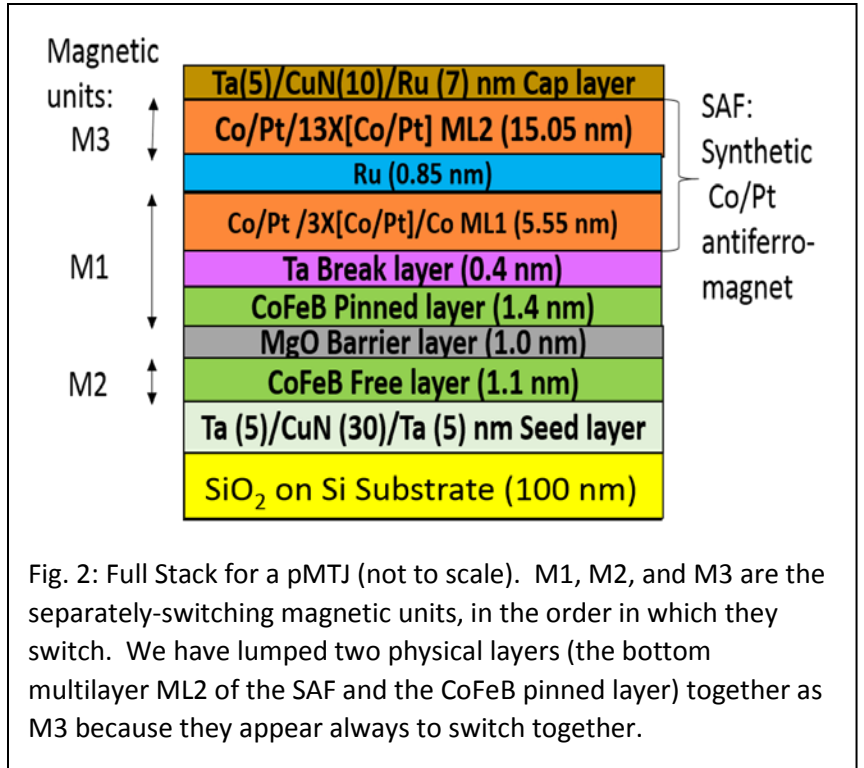 Magnetic
units:
M3
M1
M2
Ta(5)/CuN(10)/Ru (7) nm Cap layer
Co/Pt/13X[Co/Pt] ML2 (15.05 nm)
Ru (0.85 nm)
Co/Pt /3X[Co/Pt]/Co ML1 (5.55 nm)
Ta Break layer (0.4 nm)
CoFeB Pinned layer (1.4 nm)
MgO Barrier layer (1.0 nm)
CoFeB Free layer (1.1 nm)
Ta (5)/CuN (30)/Ta (5) nm Seed layer
SiO₂ on Si Substrate (100 nm)
SAF:
Synthetic
Co/Pt
antiferro-
magnet
Fig. 2: Full Stack for a pMTJ (not to scale). M1, M2, and M3 are the
separately-switching magnetic units, in the order in which they
switch. We have lumped two physical layers (the bottom
multilayer ML2 of the SAF and the CoFeB pinned layer) together as
M3 because they appear always to switch together.